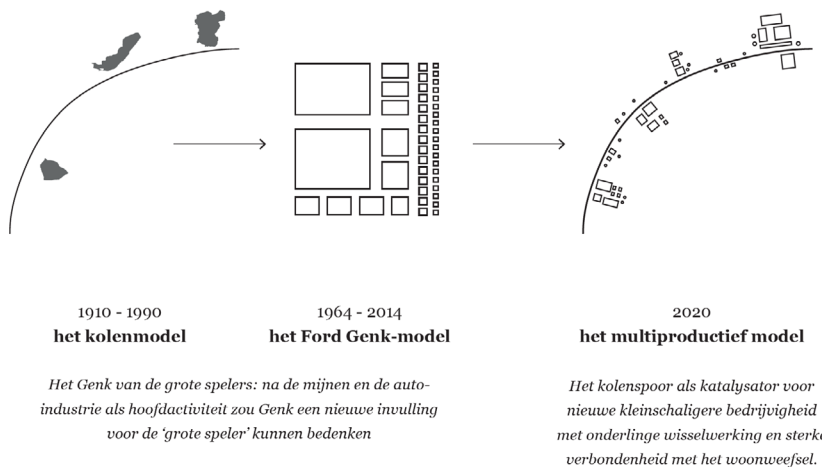 1910 - 1990
het kolenmodel
1964 - 2014
het Ford Genk-model
2020
het multiproductief model
Het Genk van de grote spelers: na de mijnen en de auto-
industrie als hoofdactiviteit zou Genk een nieuwe invulling
voor de ‘grote speler’ kunnen bedenken
Het kolenspoor als katalysator voor
nieuwe kleinschaligere bedrijvigheid
met onderlinge wisselwerking en sterke
verbondenheid met het woonweefsel.